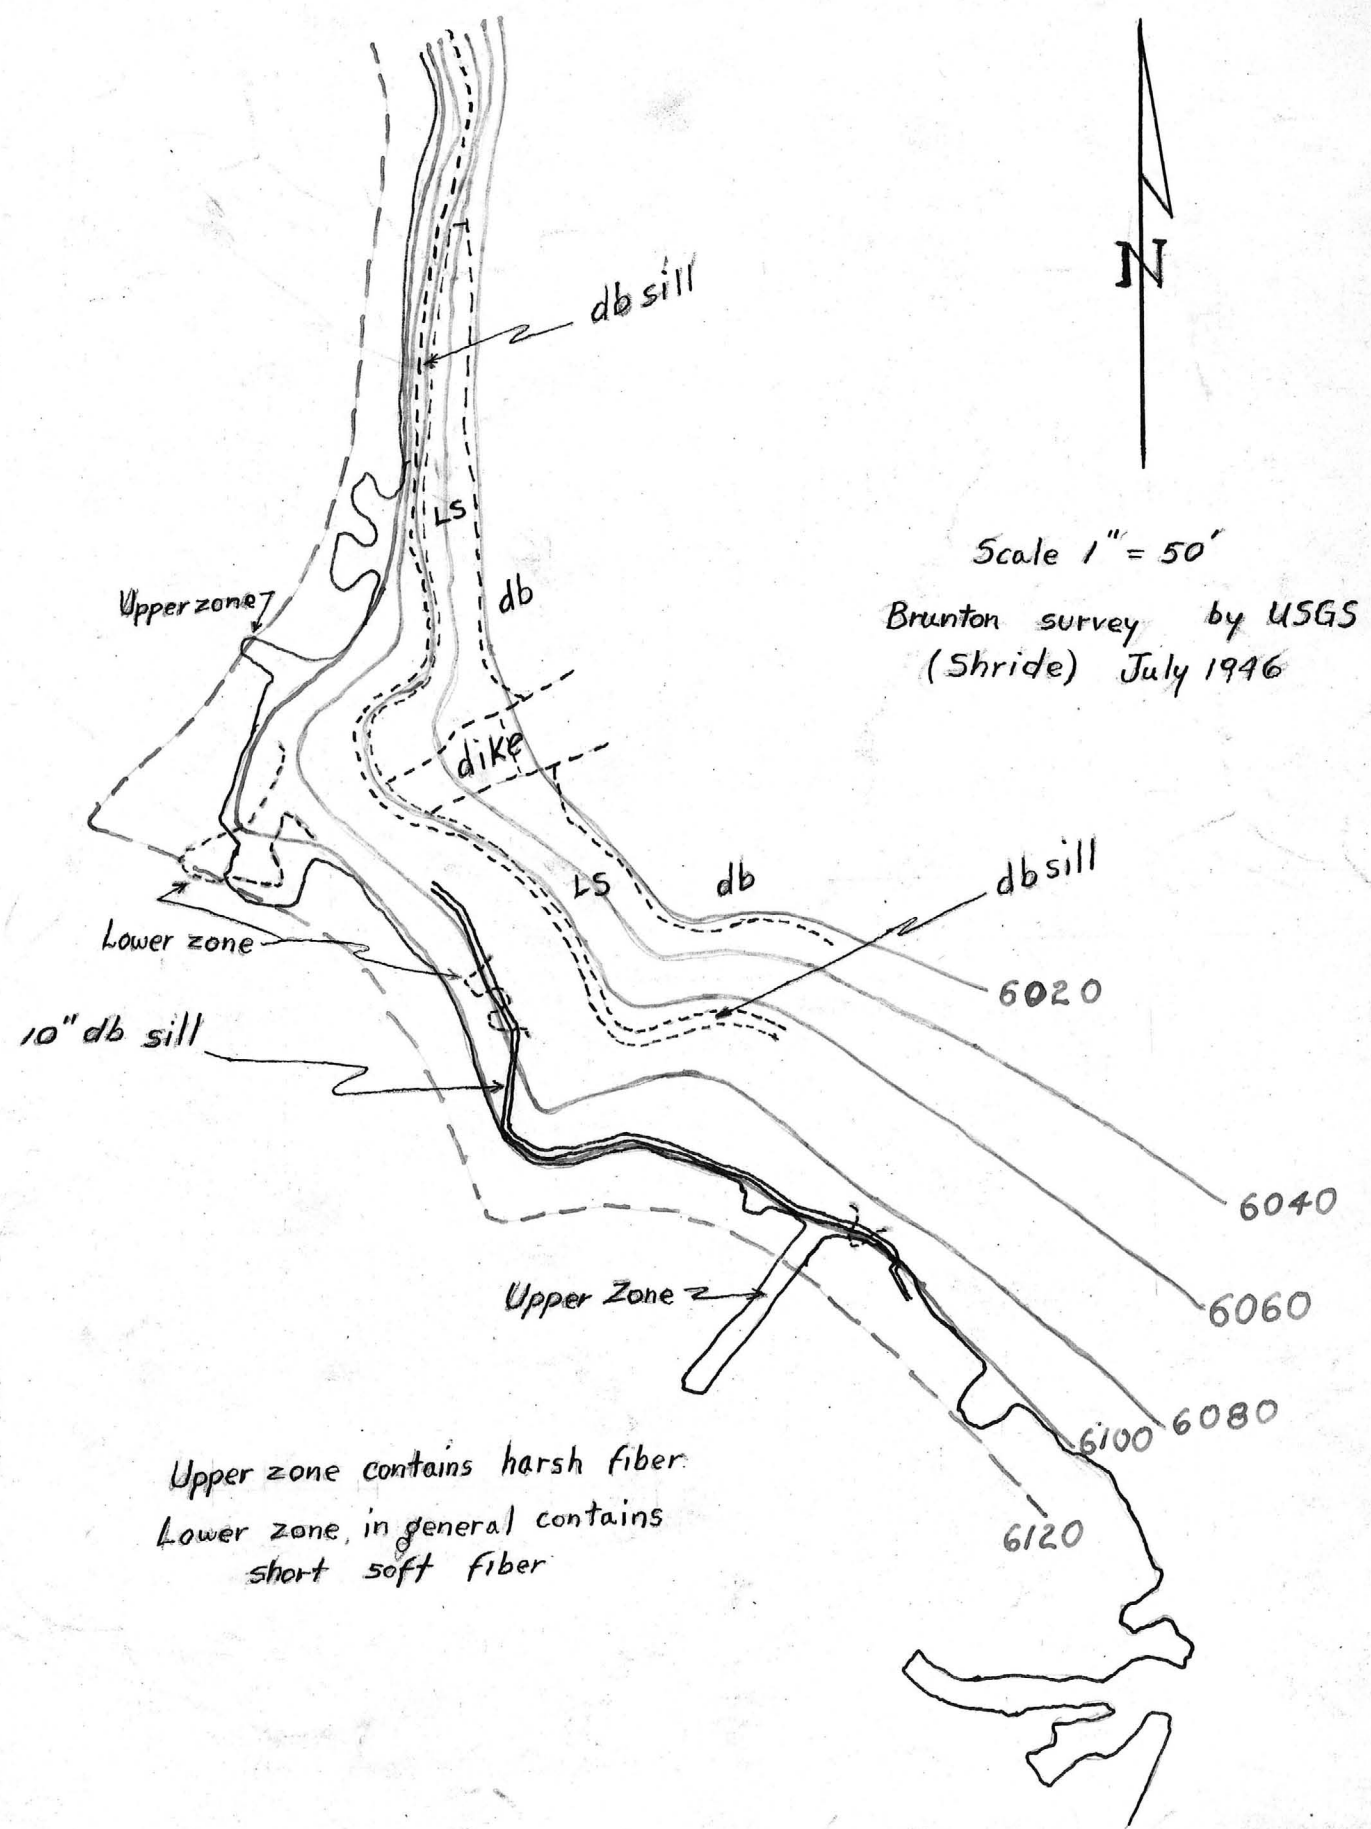 N
db sill
LS
Scale 1" = 50'
Upper zone
db
Brunton survey by USGS
(Shride) July 1946
dike
db sill
LS
db
Lower zone
6020
10" db sill
6040
Upper Zone
6060
6080
6100
Upper zone contains harsh fiber
Lower zone, in general contains
short soft fiber
6120